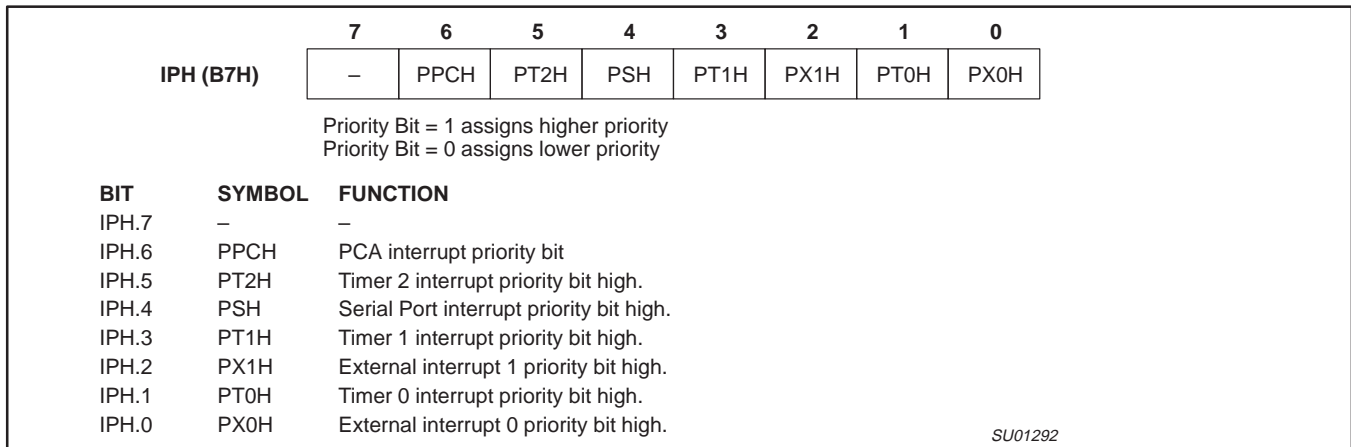 7 6 5 4 3 2 1 0
IPH (B7H) – PPCH PT2H PSH PT1H PX1H PT0H PX0H
Priority Bit = 1 assigns higher priority
Priority Bit = 0 assigns lower priority
BIT SYMBOL FUNCTION
IPH.7 – –
IPH.6 PPCH PCA interrupt priority bit
IPH.5 PT2H Timer 2 interrupt priority bit high.
IPH.4 PSH Serial Port interrupt priority bit high.
IPH.3 PT1H Timer 1 interrupt priority bit high.
IPH.2 PX1H External interrupt 1 priority bit high.
IPH.1 PT0H Timer 0 interrupt priority bit high.
IPH.0 PX0H External interrupt 0 priority bit high.
SU01292